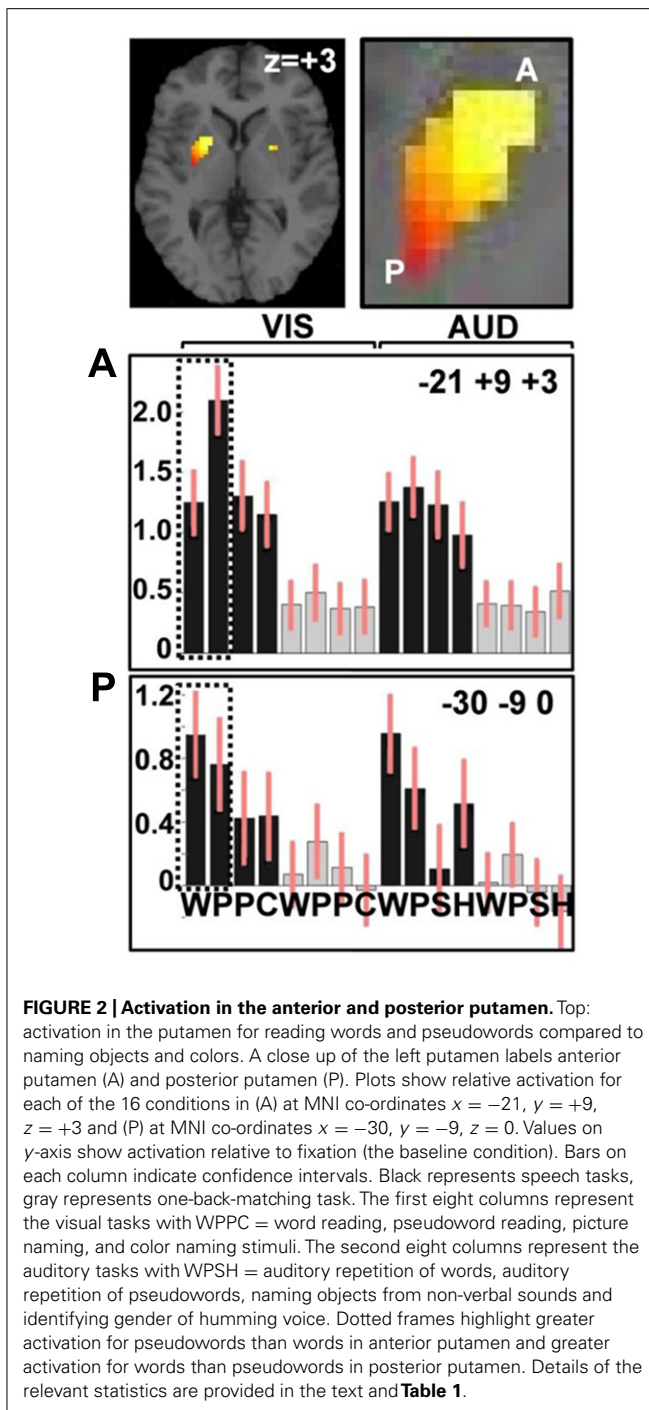 z=+3
A
P
VIS AUD
A
-21 +9 +3
2.0
1.5
1.0
0.5
0
P
-30 -9 0
1.2
0.8
0.4
0
WPPCWPPCWPSHWPSH
FIGURE 2 | Activation in the anterior and posterior putamen. Top:
activation in the putamen for reading words and pseudowords compared to
naming objects and colors. A close up of the left putamen labels anterior
putamen (A) and posterior putamen (P). Plots show relative activation for
each of the 16 conditions in (A) at MNI co-ordinates x = −21, y = +9,
z = +3 and (P) at MNI co-ordinates x = −30, y = −9, z = 0. Values on
y-axis show activation relative to fixation (the baseline condition). Bars on
each column indicate confidence intervals. Black represents speech tasks,
gray represents one-back-matching task. The first eight columns represent
the visual tasks with WPPC = word reading, pseudoword reading, picture
naming, and color naming stimuli. The second eight columns represent the
auditory tasks with WPSH = auditory repetition of words, auditory
repetition of pseudowords, naming objects from non-verbal sounds and
identifying gender of humming voice. Dotted frames highlight greater
activation for pseudowords than words in anterior putamen and greater
activation for words than pseudowords in posterior putamen. Details of the
relevant statistics are provided in the text and Table 1.